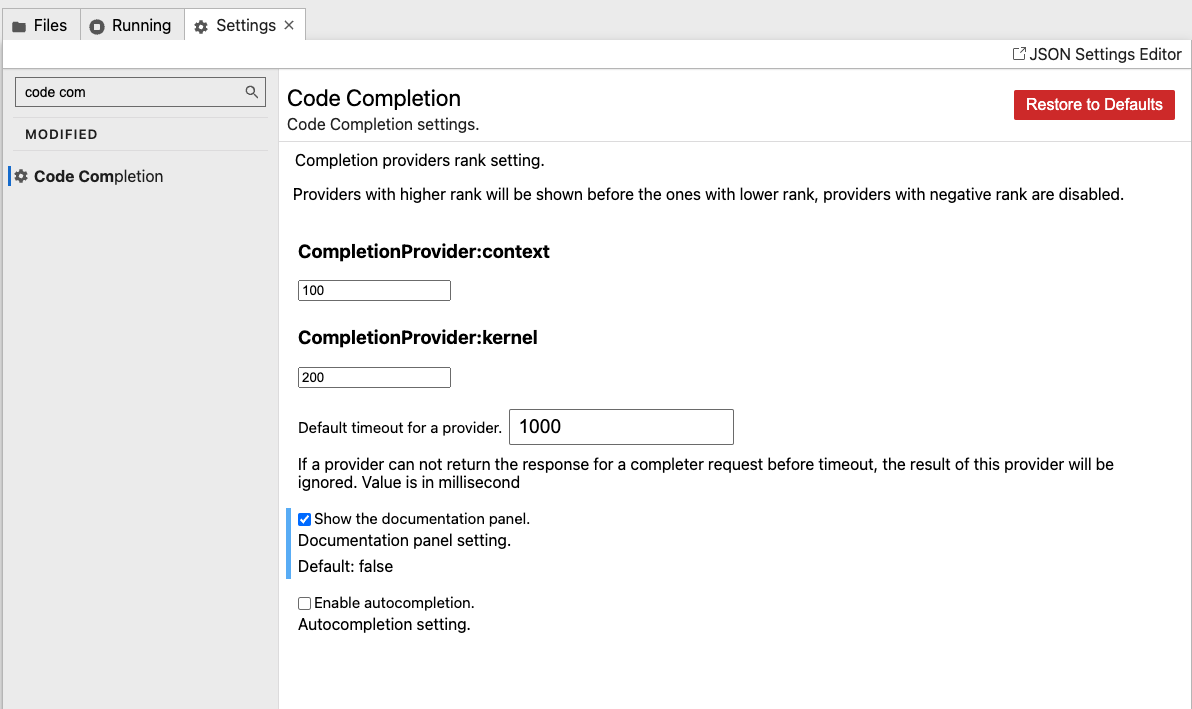 Files
Running
Settings
JSON Settings Editor
code com
MODIFIED
Code Completion
Code Completion
Code Completion settings.
Restore to Defaults
Completion providers rank setting.
Providers with higher rank will be shown before the ones with lower rank, providers with negative rank are disabled.
CompletionProvider:context
100
CompletionProvider:kernel
200
Default timeout for a provider. 1000
If a provider can not return the response for a completer request before timeout, the result of this provider will be
ignored. Value is in millisecond
Show the documentation panel.
Documentation panel setting.
Default: false
Enable autocompletion.
Autocompletion setting.